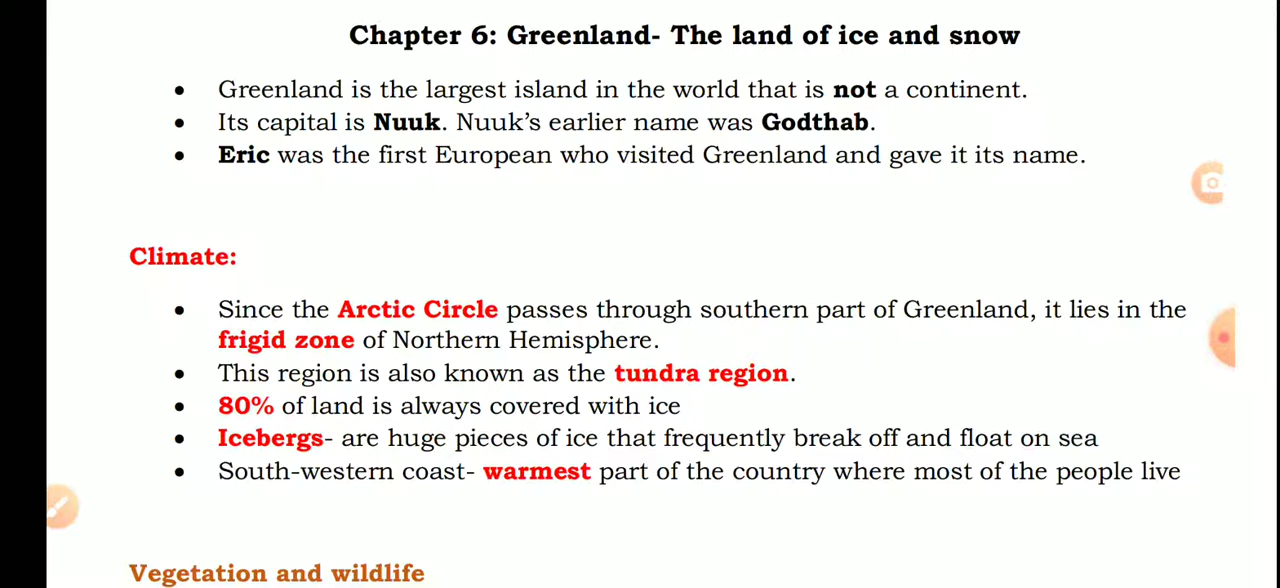 Chapter 6: Greenland- The land of ice and snow
• Greenland is the largest island in the world that is not a continent.
• Its capital is Nuuk. Nuuk’s earlier name was Godthab.
• Eric was the first European who visited Greenland and gave it its name.
Climate:
• Since the Arctic Circle passes through southern part of Greenland, it lies in the
frigid zone of Northern Hemisphere.
• This region is also known as the tundra region.
• 80% of land is always covered with ice
• Icebergs- are huge pieces of ice that frequently break off and float on sea
• South-western coast- warmest part of the country where most of the people live
Vegetation and wildlife